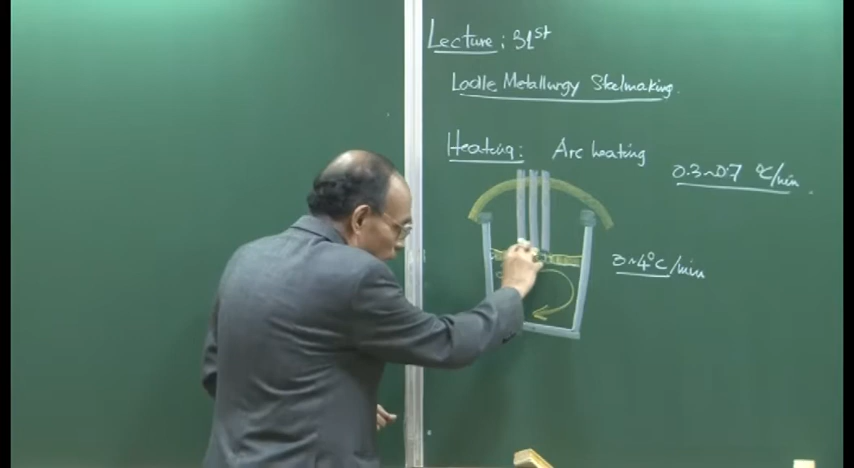 Lecture : 31st
Ladle Metallurgy Steelmaking.
Heating: Arc heating
0.3~0.7 °C/min.
3~4°C/min